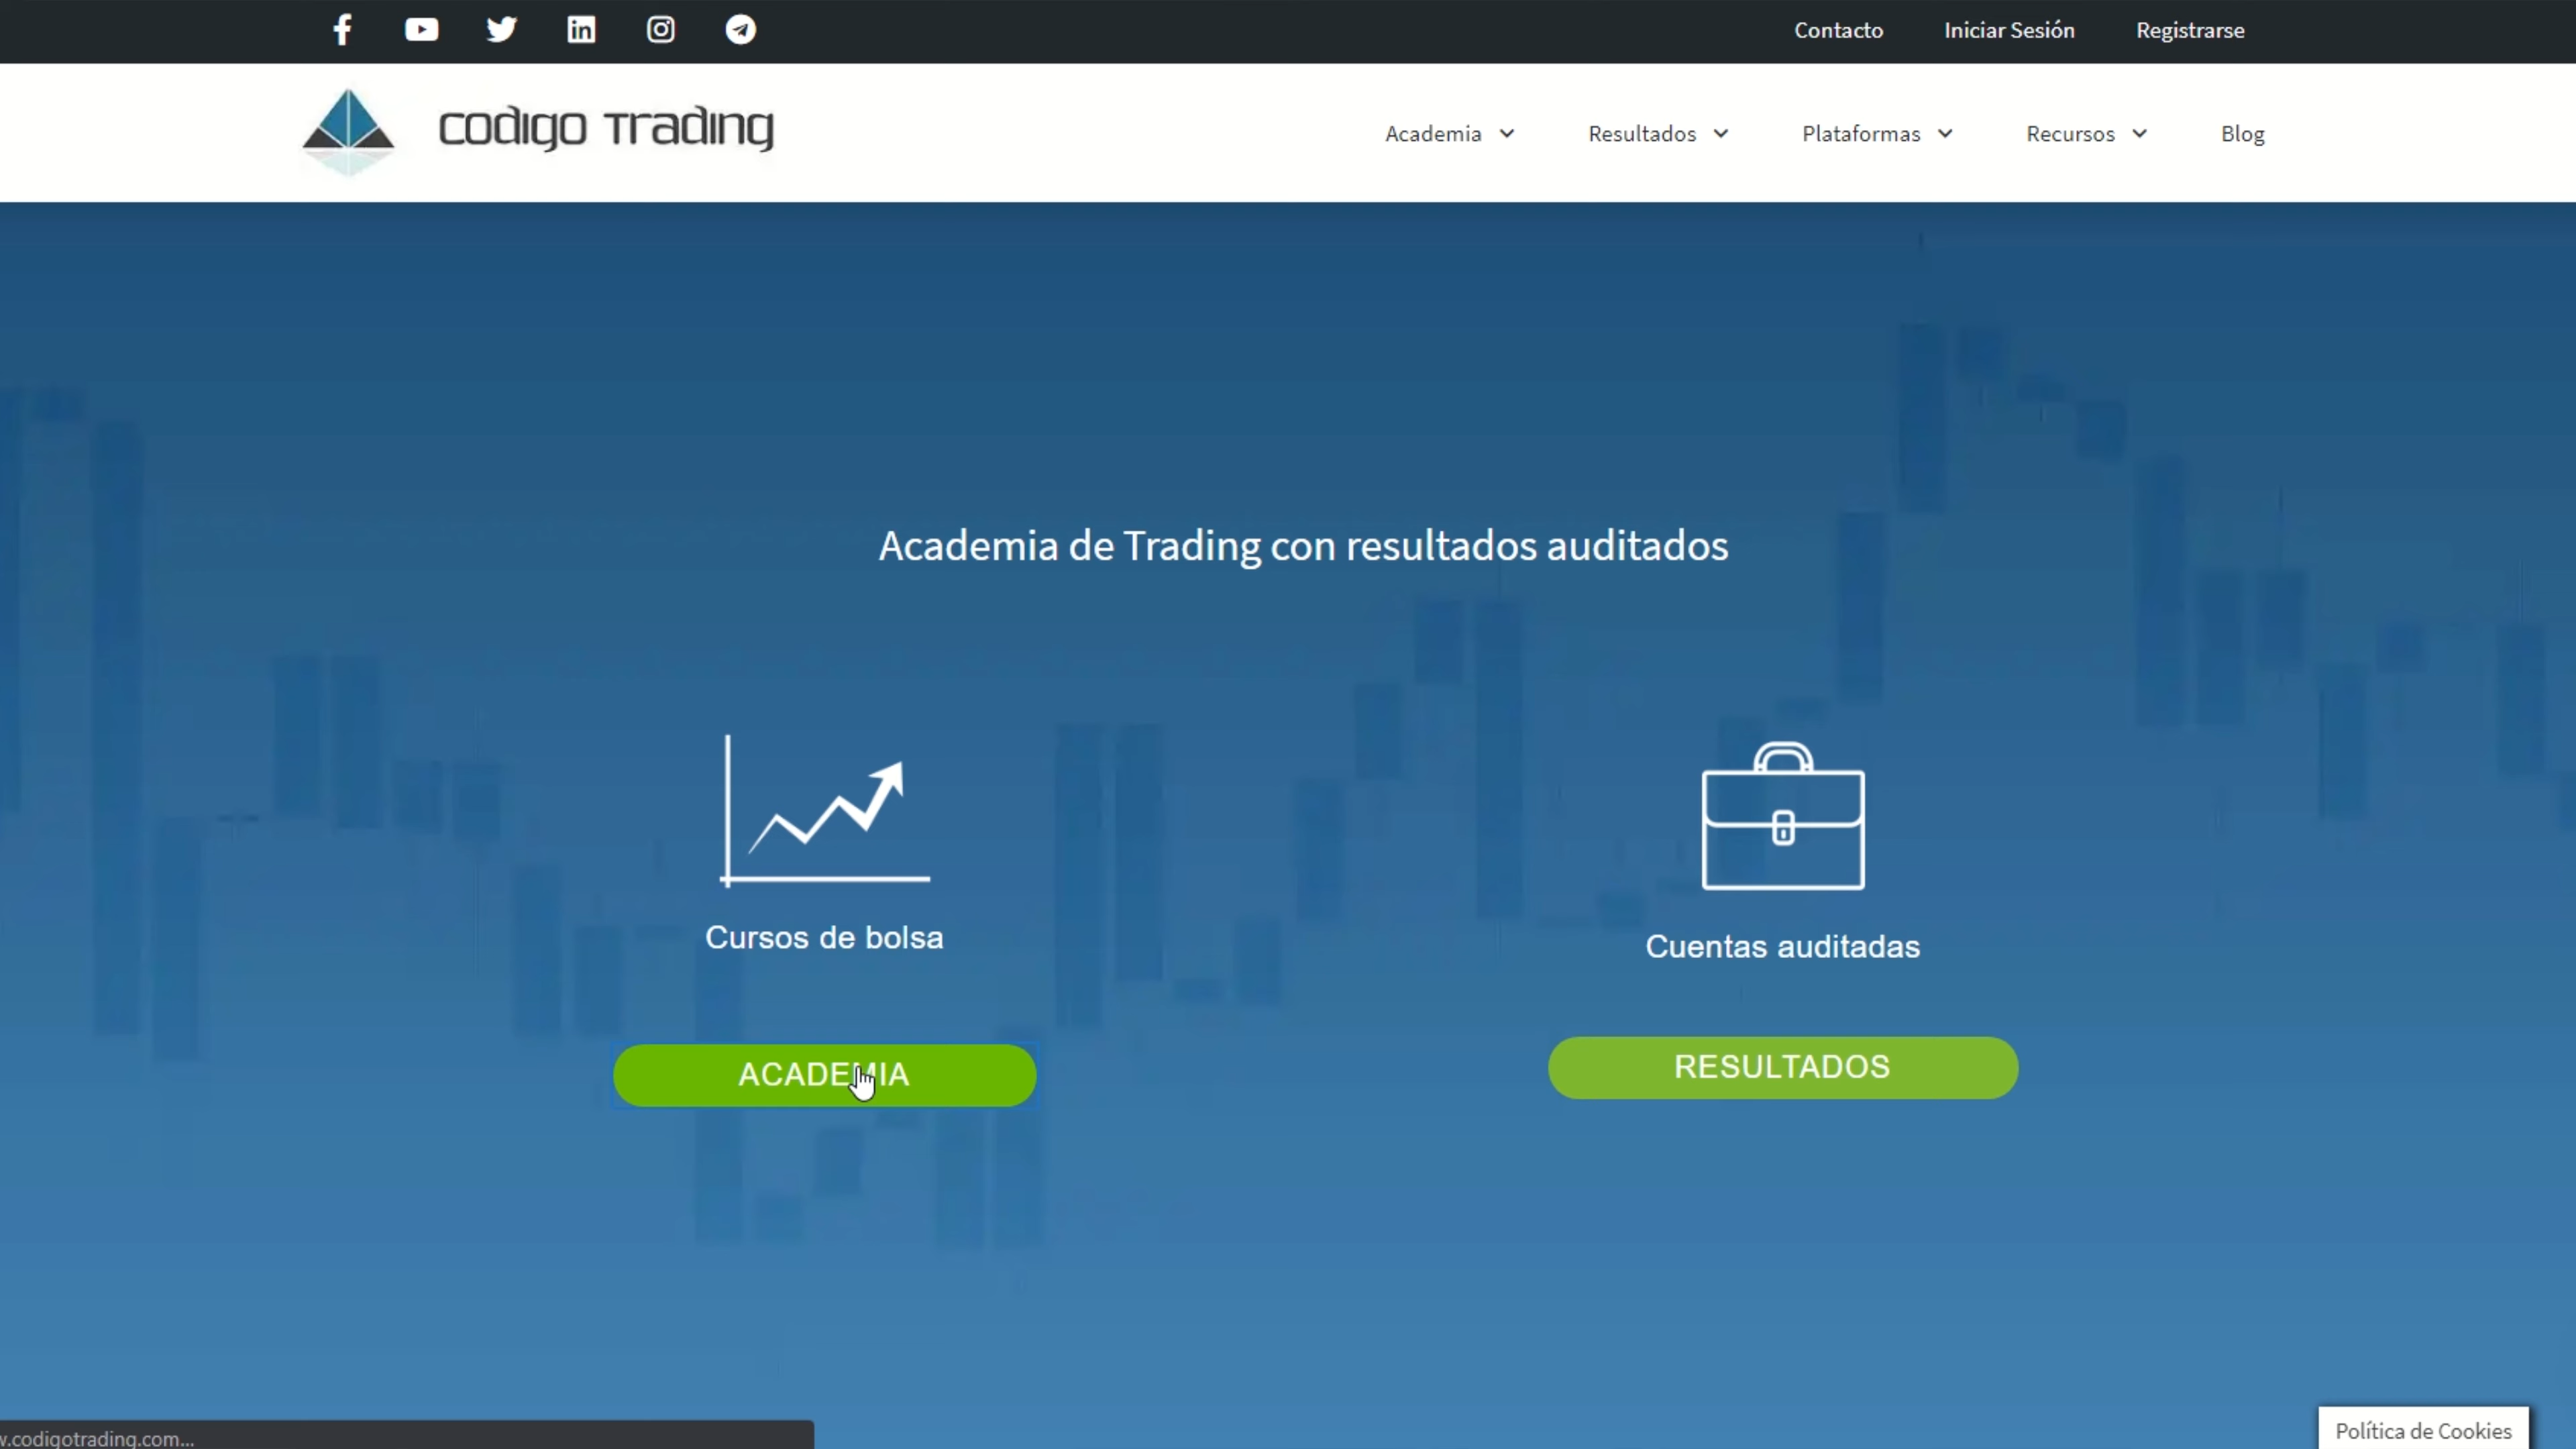 Contacto Iniciar Sesión Registrarse
codigo Trading
Academia Resultados Plataformas Recursos Blog
Academia de Trading con resultados auditados
Cursos de bolsa
Cuentas auditadas
ACADEMIA
RESULTADOS
.codigotrading.com...
Política de Cookies